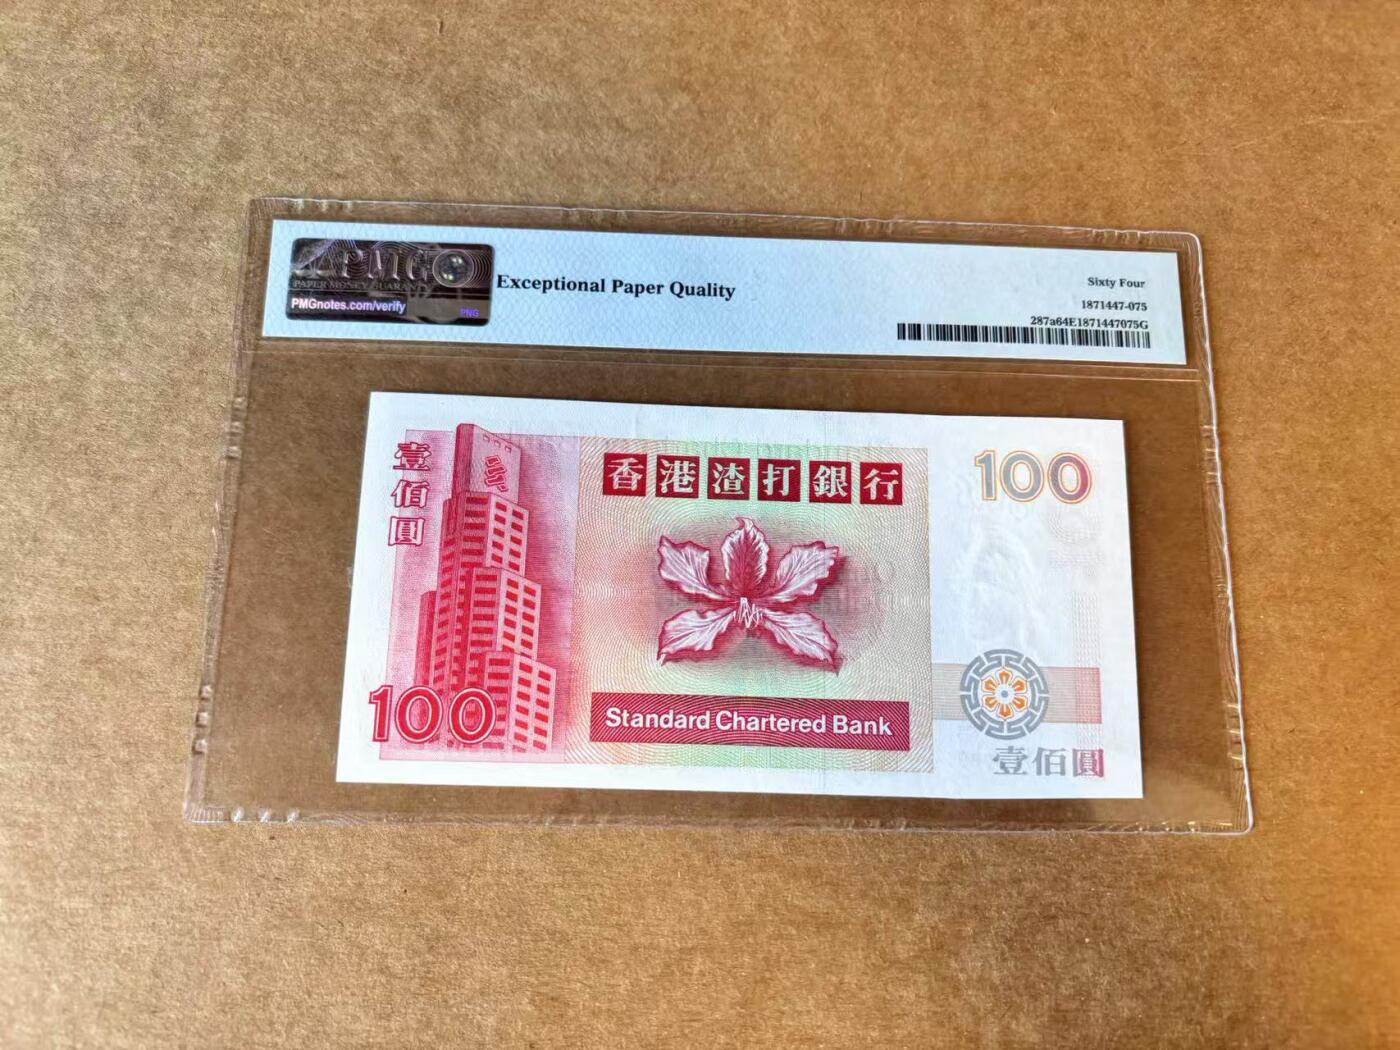 PMG
PAPER MONEY GUARANTY
PMGnotes.com/verify
PNG
Exceptional Paper Quality
Sixty Four
1871447-075
287a64E1871447075G
壹佰圓
香港渣打銀行
100
100
Standard Chartered Bank
壹佰圓